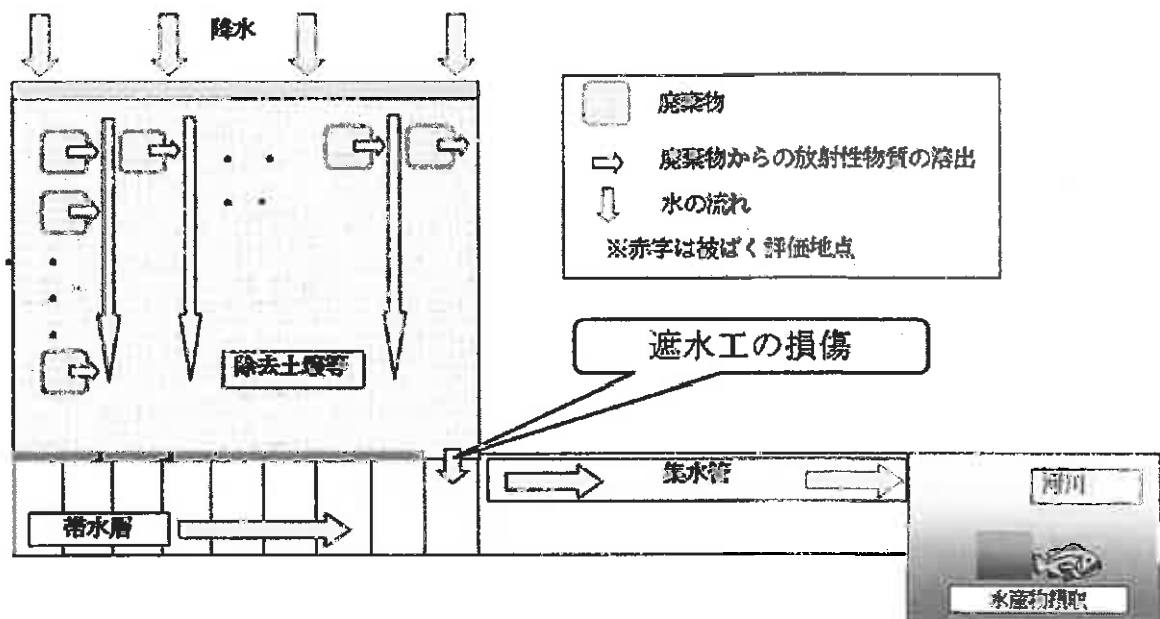 降水
廃棄物
廃棄物からの放射性物質の溶出
水の流れ
※赤字は被ばく評価地点
遮水工の損傷
除去土壌等
集水管
河川
帯水層
水産物摂取